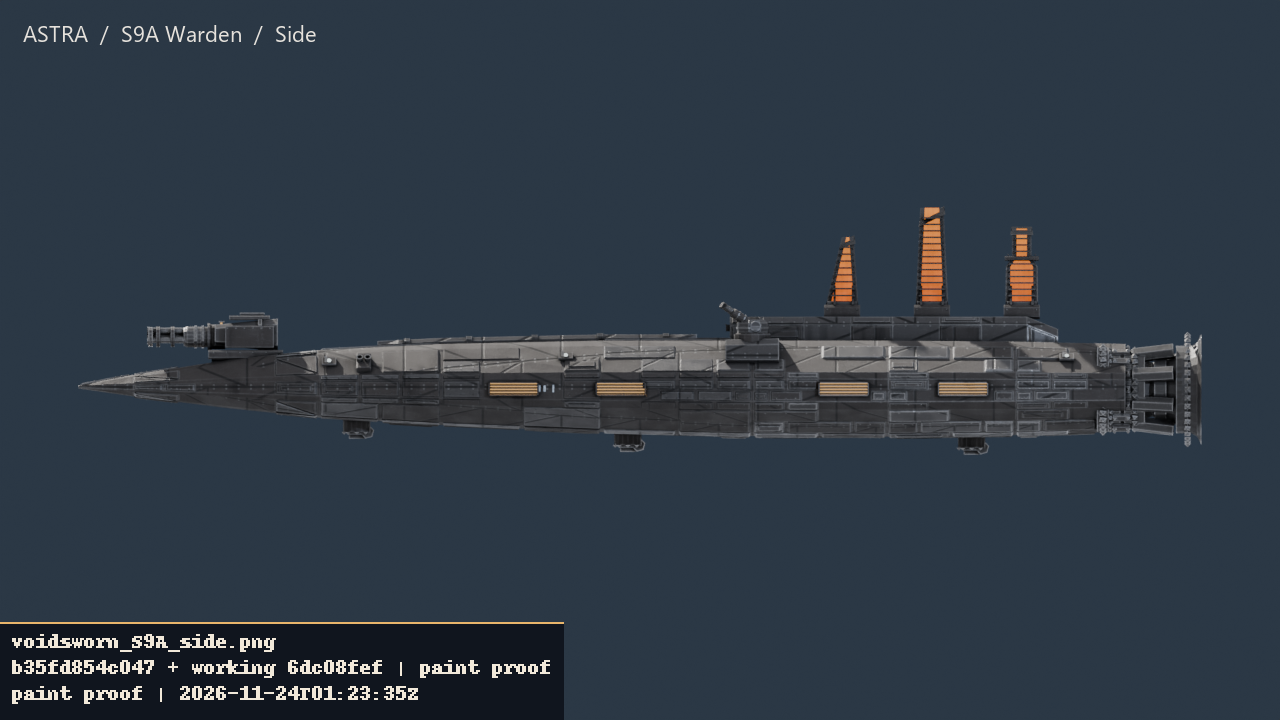 ASTRA / S9A Warden / Side
voidsworn_S9A_side.png
b35fd854c047 + working 6dc08fef | paint proof
paint proof | 2026-11-24T01:23:35Z